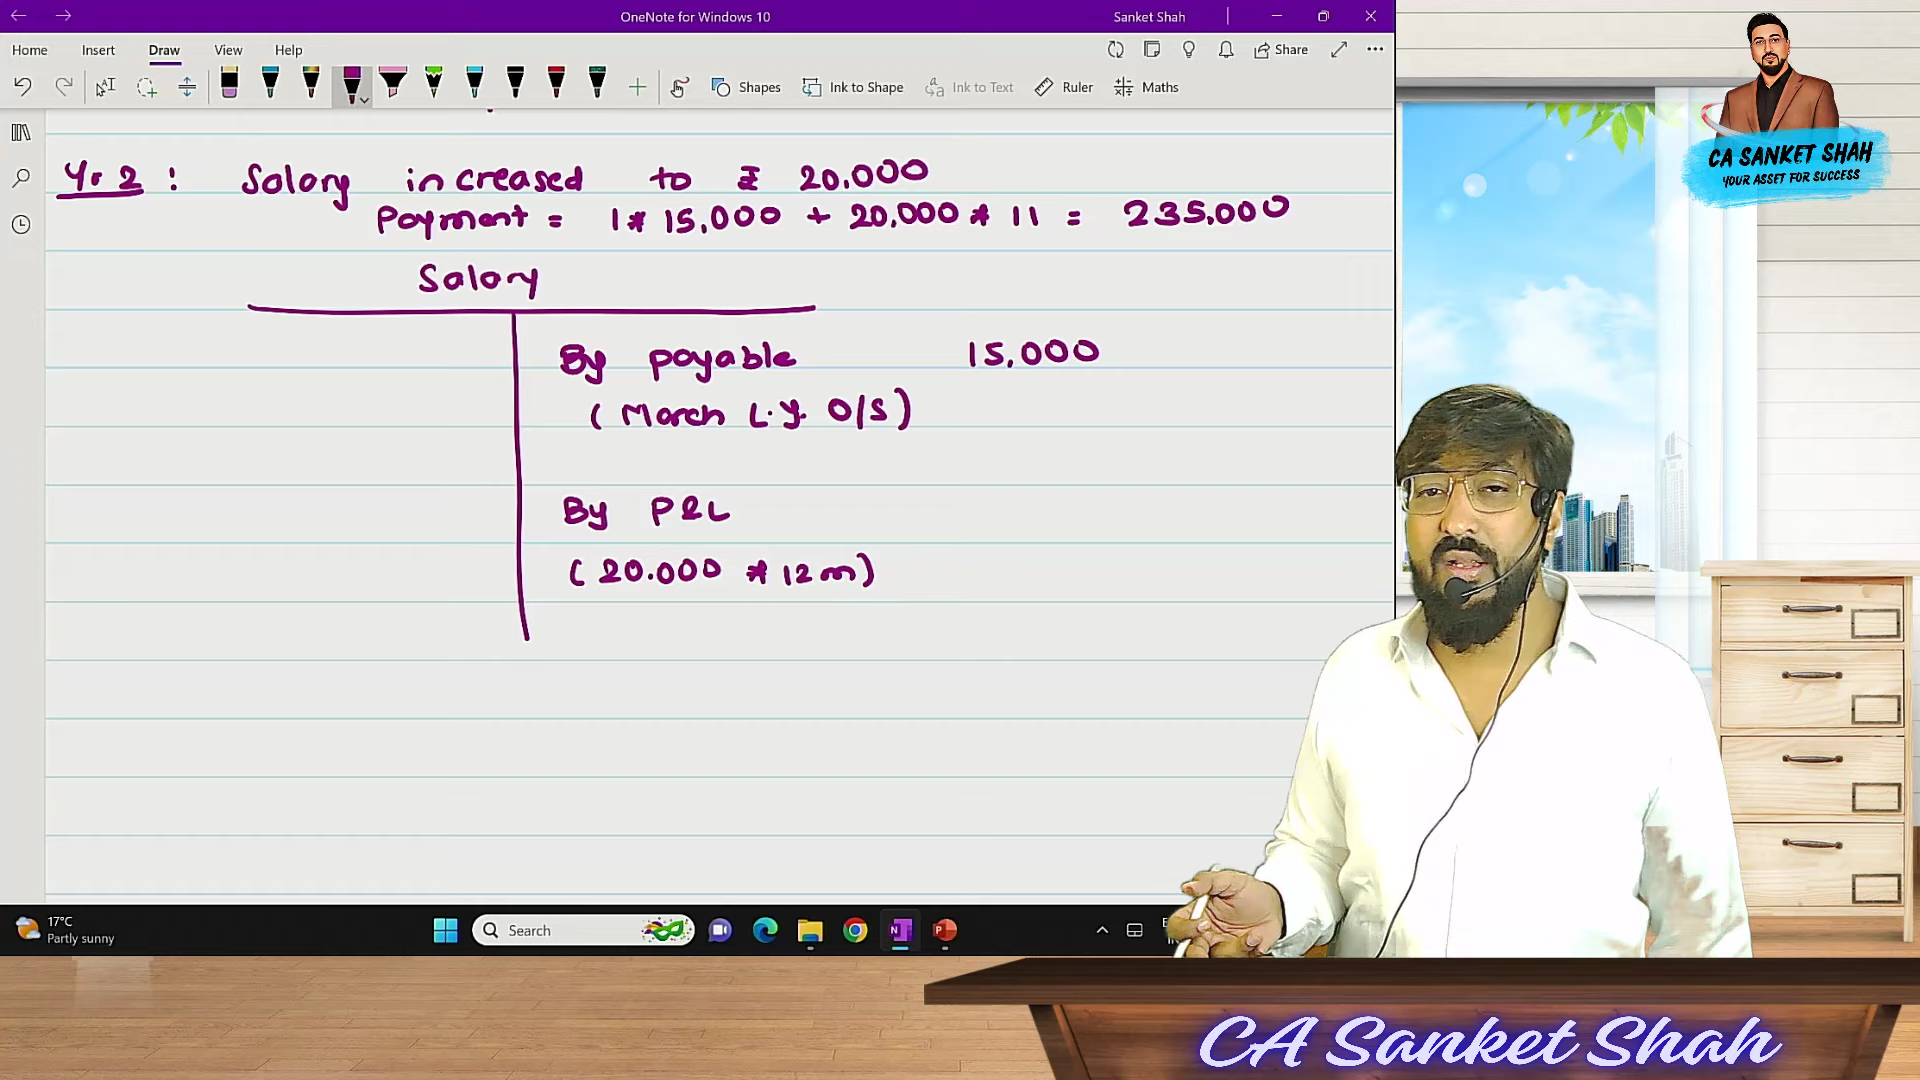 OneNote for Windows 10
Sanket Shah
Home Insert Draw View Help
Share
Shapes Ink to Shape Ink to Text Ruler Maths
Yr 2 : Salary increased to ₹ 20,000
Payment = 1* 15,000 + 20,000 * 11 = 235,000
Salary
By payable 15,000
( March L.Y. O/S )
By P&L
( 20.000 * 12m )
CA SANKET SHAH
YOUR ASSET FOR SUCCESS
17°C
Partly sunny
Search
CA Sanket Shah